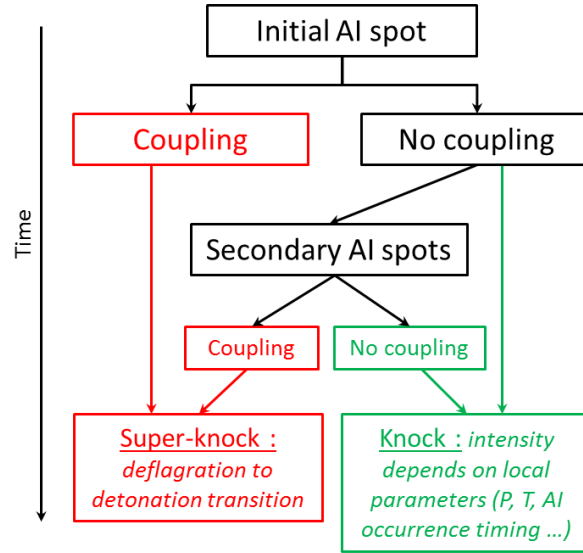 Initial AI spot
Coupling
No coupling
Time
Secondary AI spots
Coupling
No coupling
Super-knock :
deflagration to
detonation transition
Knock : intensity
depends on local
parameters (P, T, AI
occurrence timing ...)